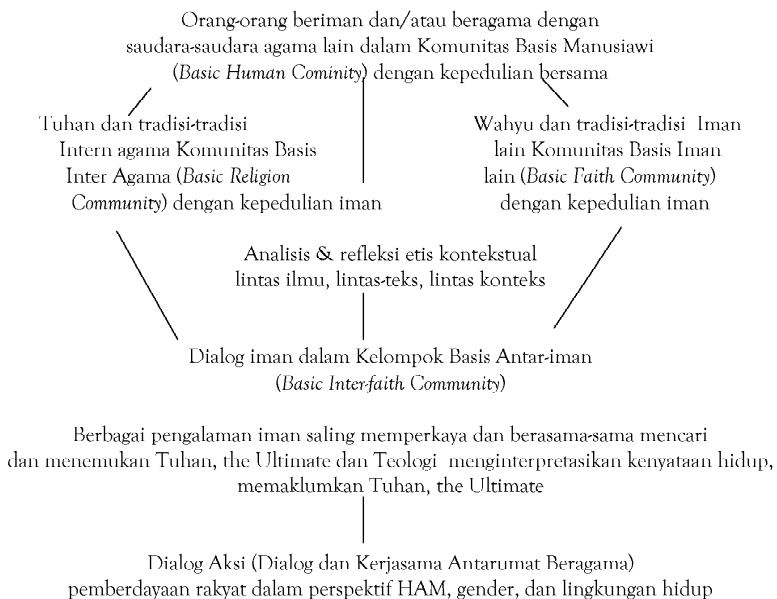 Orang-orang beriman dan/atau beragama dengan
saudara-saudara agama lain dalam Komunitas Basis Manusiawi
(Basic Human Cominity) dengan kepedulian bersama
Tuhan dan tradisi-tradisi
Intern agama Komunitas Basis
Inter Agama (Basic Religion
Community) dengan kepedulian iman
Wahyu dan tradisi-tradisi Iman
lain Komunitas Basis Iman
lain (Basic Faith Community)
dengan kepedulian iman
Analisis & refleksi etis kontekstual
lintas ilmu, lintas-teks, lintas konteks
Dialog iman dalam Kelompok Basis Antar-iman
(Basic Inter-faith Community)
Berbagai pengalaman iman saling memperkaya dan berasama-sama mencari
dan menemukan Tuhan, the Ultimate dan Teologi menginterpretasikan kenyataan hidup,
memaklumkan Tuhan, the Ultimate
Dialog Aksi (Dialog dan Kerjasama Antarumat Beragama)
pemberdayaan rakyat dalam perspektif HAM, gender, dan lingkungan hidup